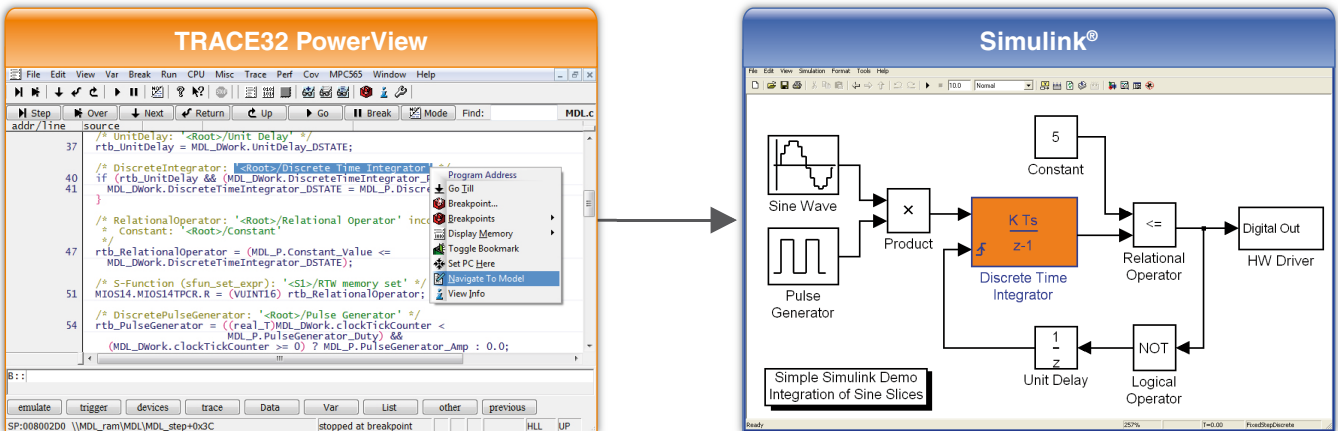 TRACE32 PowerView
File Edit View Var Break Run CPU Misc Trace Perf Cov MPC565 Window Help
Step Over Next Return Up Go Break Mode Find: MDL.c
addr/line source
/* UnitDelay: '<Root>/Unit Delay' */
37 rtb_UnitDelay = MDL_DWork.UnitDelay_DSTATE;
/* DiscreteIntegrator: '<Root>/Discrete Time Integrator' */
40 if (rtb_UnitDelay && (MDL_DWork.DiscreteTimeIntegrator_P
41 MDL_DWork.DiscreteTimeIntegrator_DSTATE = MDL_P.Discre
}
/* RelationalOperator: '<Root>/Relational Operator' inco
* Constant: '<Root>/Constant'
*/
47 rtb_RelationalOperator = (MDL_P.Constant_Value <=
MDL_DWork.DiscreteTimeIntegrator_DSTATE);
/* S-Function (sfun_set_expr): '<S1>/RTW memory set' */
51 MIOS14.MIOS14TPCR.R = (VUINT16) rtb_RelationalOperator;
/* DiscretePulseGenerator: '<Root>/Pulse Generator' */
54 rtb_PulseGenerator = ((real_T)MDL_DWork.clockTickCounter <
MDL_P.PulseGenerator_Duty) &&
(MDL_DWork.clockTickCounter >= 0) ? MDL_P.PulseGenerator_Amp : 0.0;
Program Address
Go Till
Breakpoint...
Breakpoints
Display Memory
Toggle Bookmark
Set PC Here
Navigate To Model
View Info
B::
emulate trigger devices trace Data Var List other previous
SP:008002D0 \\MDL_ram\MDL\MDL_step+0x3C stopped at breakpoint HLL UP
Simulink®
File Edit View Simulation Format Tools Help
10.0 Normal
Sine Wave
Pulse
Generator
×
Product
5
Constant
K Ts
z-1
Discrete Time
Integrator
<=
Relational
Operator
Digital Out
HW Driver
1
z
Unit Delay
NOT
Logical
Operator
Simple Simulink Demo
Integration of Sine Slices
Ready 257% T=0.00 FixedStepDiscrete